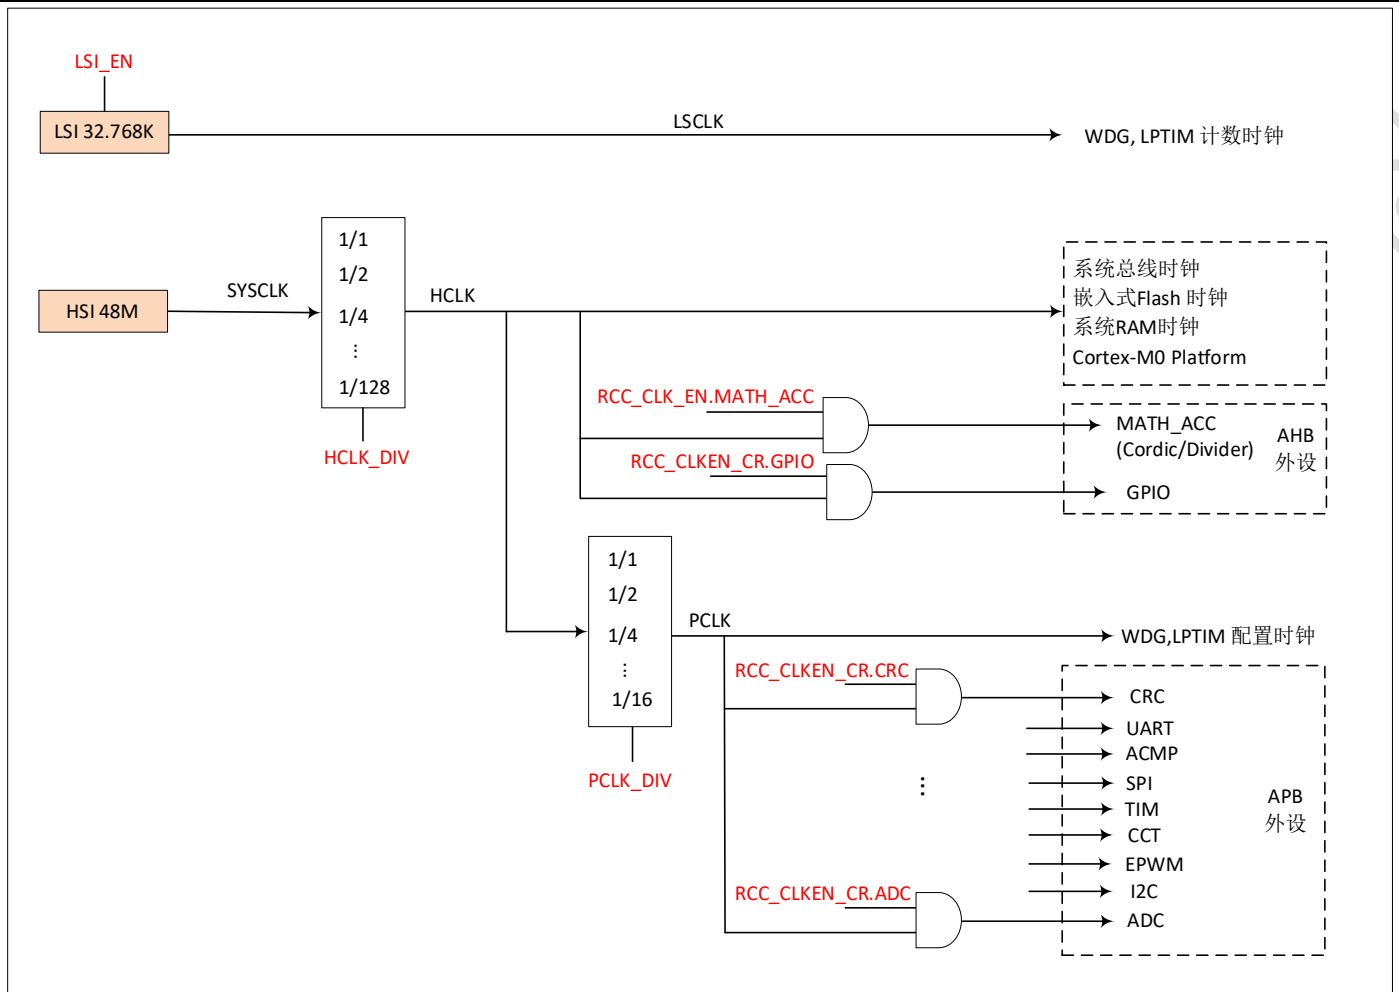 LSI_EN
LSI 32.768K
LSCLK
WDG, LPTIM 计数时钟
HSI 48M
SYSCLK
1/1
1/2
1/4
⋮
1/128
HCLK_DIV
HCLK
系统总线时钟
嵌入式Flash 时钟
系统RAM时钟
Cortex-M0 Platform
RCC_CLK_EN.MATH_ACC
MATH_ACC
(Cordic/Divider)
AHB
外设
RCC_CLKEN_CR.GPIO
GPIO
1/1
1/2
1/4
⋮
1/16
PCLK_DIV
PCLK
WDG,LPTIM 配置时钟
RCC_CLKEN_CR.CRC
CRC
UART
ACMP
SPI
TIM
CCT
EPWM
I2C
ADC
APB
外设
⋮
RCC_CLKEN_CR.ADC